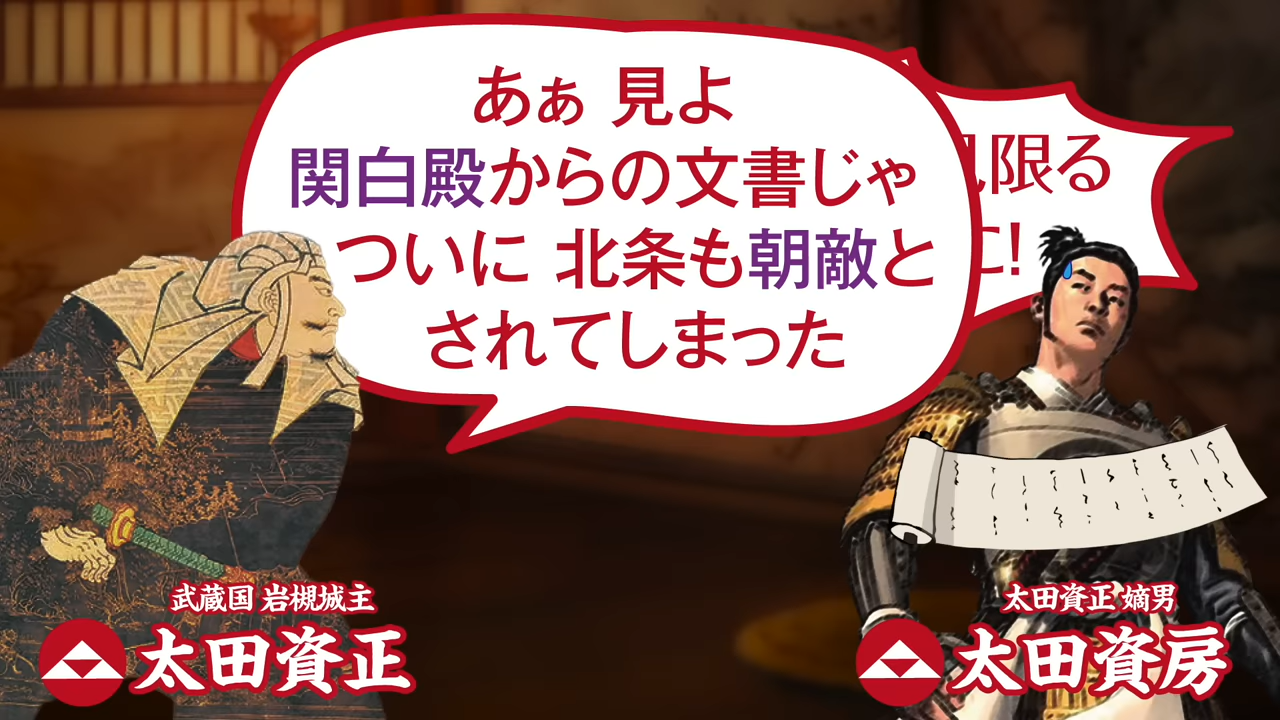 あぁ 見よ
関白殿からの文書じゃ
ついに 北条も朝敵と
されてしまった
限る
に!
武蔵国 岩槻城主
太田資正
太田資正 嫡男
太田資房